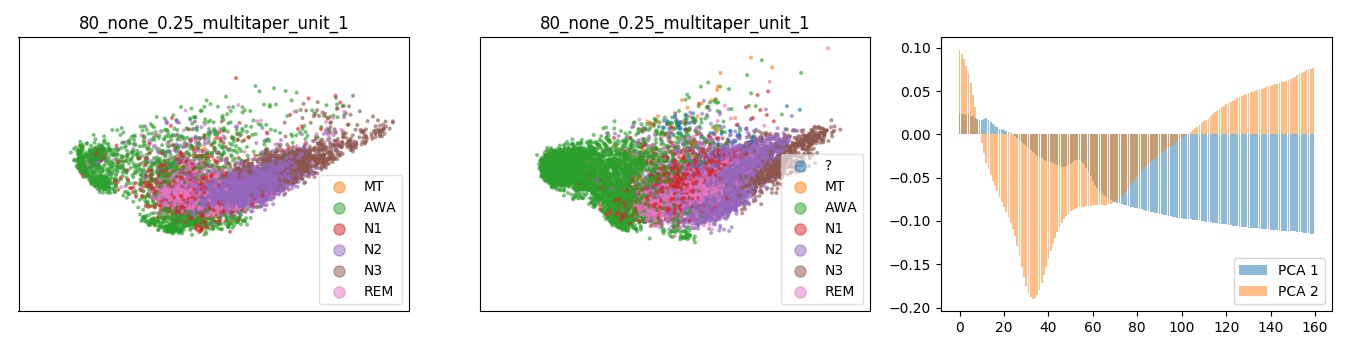 80_none_0.25_multitaper_unit_1
MT
AWA
N1
N2
N3
REM
80_none_0.25_multitaper_unit_1
?
MT
AWA
N1
N2
N3
REM
0.10
0.05
0.00
−0.05
−0.10
−0.15
−0.20
0 20 40 60 80 100 120 140 160
PCA 1
PCA 2